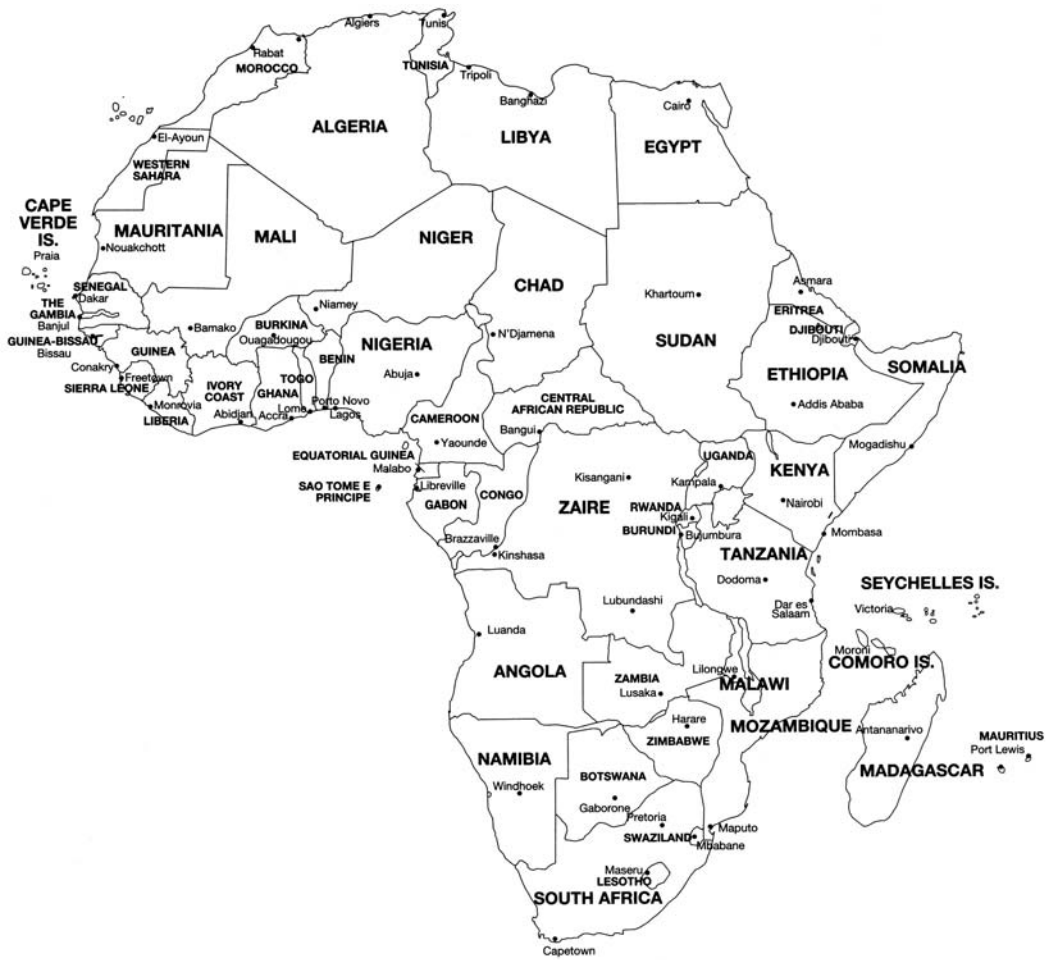 Algiers
Tunis
Rabat
MOROCCO
TUNISIA
Tripoli
Banghazi
Cairo
ALGERIA
LIBYA
EGYPT
El-Ayoun
WESTERN
SAHARA
CAPE
VERDE
IS.
Praia
MAURITANIA
Nouakchott
MALI
NIGER
CHAD
SENEGAL
Dakar
THE
GAMBIA
Banjul
GUINEA-BISSAU
Bissau
Bamako
Niamey
BURKINA
Ouagadougou
GUINEA
Conakry
Freetown
SIERRA LEONE
Monrovia
LIBERIA
IVORY
COAST
Abidjan
GHANA
Accra
TOGO
Lome
BENIN
Porto Novo
Lagos
NIGERIA
Abuja
N'Djamena
Khartoum
SUDAN
Asmara
ERITREA
DJIBOUTI
Djibouti
ETHIOPIA
Addis Ababa
SOMALIA
Mogadishu
CAMEROON
Yaounde
CENTRAL
AFRICAN REPUBLIC
Bangui
EQUATORIAL GUINEA
Malabo
SAO TOME E
PRINCIPE
Libreville
GABON
CONGO
Brazzaville
Kinshasa
Kisangani
ZAIRE
Lubundashi
UGANDA
Kampala
KENYA
Nairobi
Mombasa
RWANDA
Kigali
BURUNDI
Bujumbura
TANZANIA
Dodoma
Dar es
Salaam
SEYCHELLES IS.
Victoria
Moroni
COMORO IS.
Luanda
ANGOLA
ZAMBIA
Lusaka
Lilongwe
MALAWI
MOZAMBIQUE
Harare
ZIMBABWE
Antananarivo
MADAGASCAR
MAURITIUS
Port Lewis
NAMIBIA
Windhoek
BOTSWANA
Gaborone
Pretoria
SWAZILAND
Mbabane
Maputo
Maseru
LESOTHO
SOUTH AFRICA
Capetown